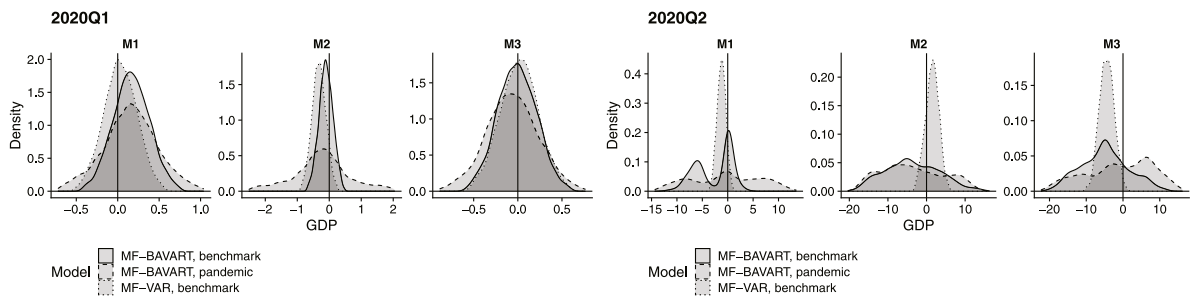 2020Q1
M1 M2 M3
Density
2.0
1.5
1.0
0.5
0.0
−0.5 0.0 0.5 1.0
1.5
1.0
0.5
0.0
−2 −1 0 1 2
1.5
1.0
0.5
0.0
−0.5 0.0 0.5
GDP
Model
MF−BAVART, benchmark
MF−BAVART, pandemic
MF−VAR, benchmark
2020Q2
M1 M2 M3
Density
0.4
0.3
0.2
0.1
0.0
−15 −10 −5 0 5 10
0.20
0.15
0.10
0.05
0.00
−20 −10 0 10
0.15
0.10
0.05
0.00
−20 −10 0 10
GDP
Model
MF−BAVART, benchmark
MF−BAVART, pandemic
MF−VAR, benchmark